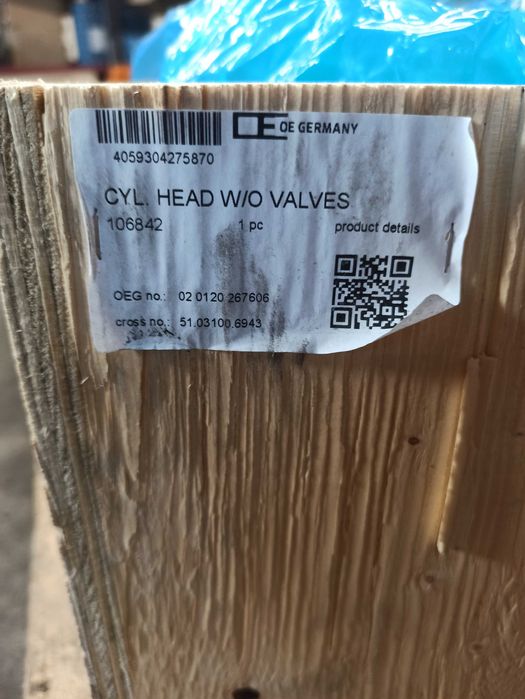 OE GERMANY
4059304275870
CYL. HEAD W/O VALVES
106842 1 pc product details
OEG no.: 02 0120 267606
cross no.: 51.03100.6943